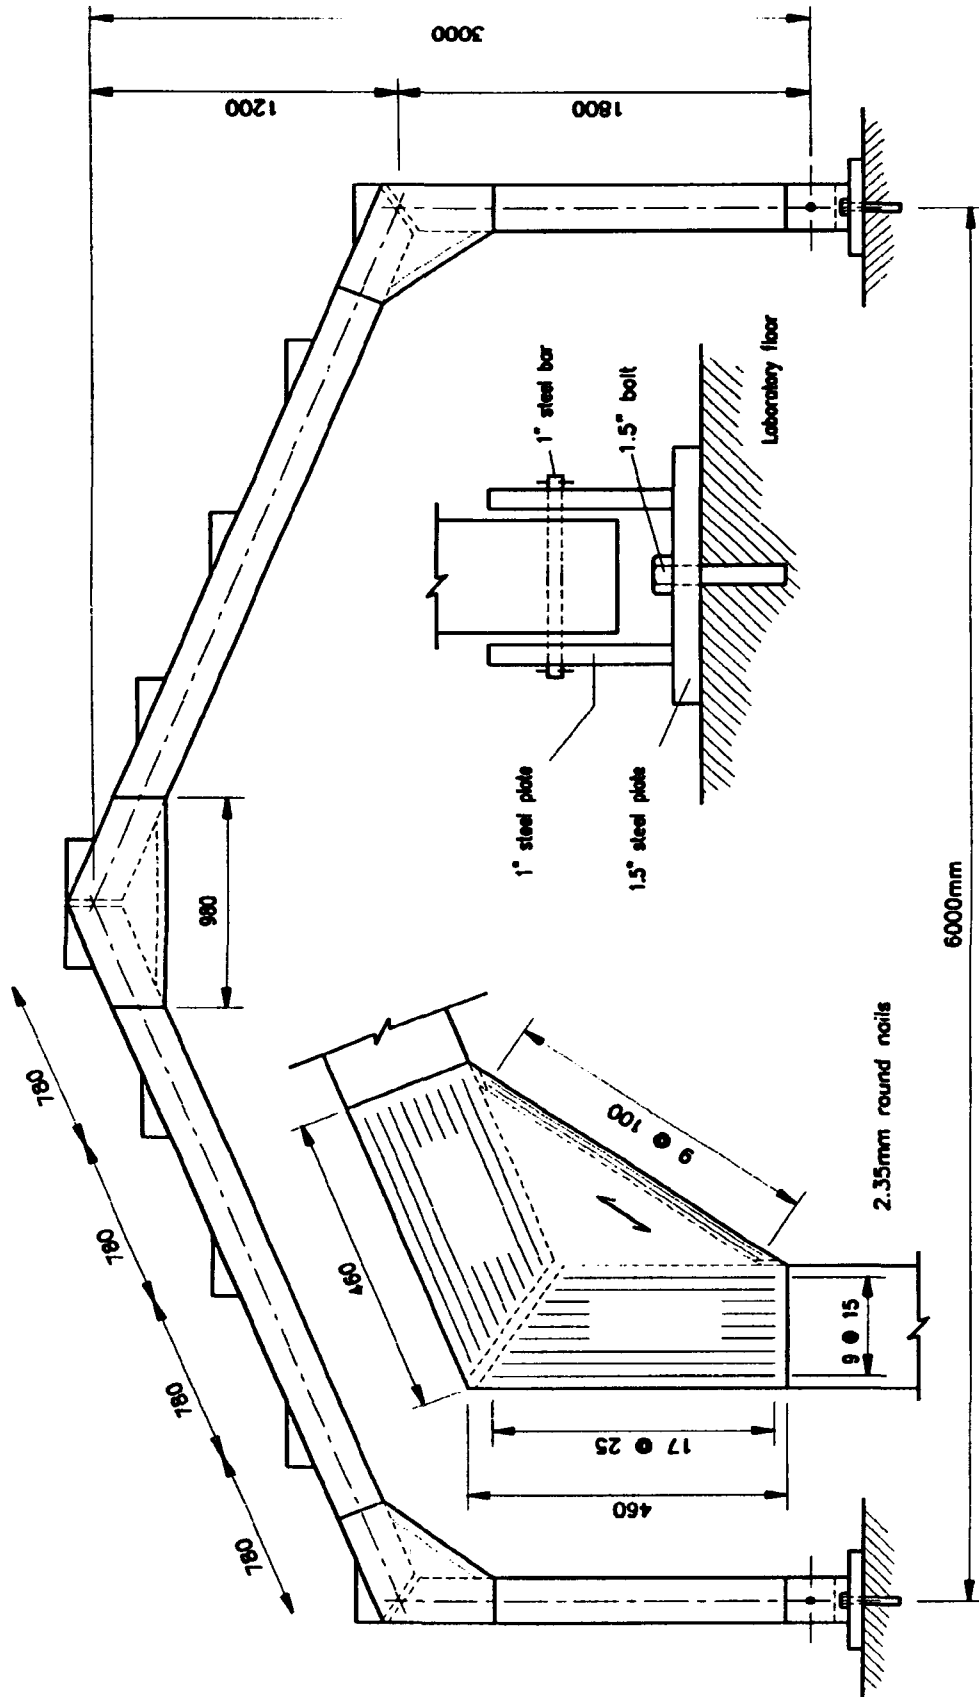 780
780
780
780
980
1200
1800
3000
6000mm
460
460
17 @ 25
9 @ 15
9 @ 100
2.35mm round nails
1" steel plate
1.5" steel plate
1" steel bar
1.5" bolt
Laboratory floor